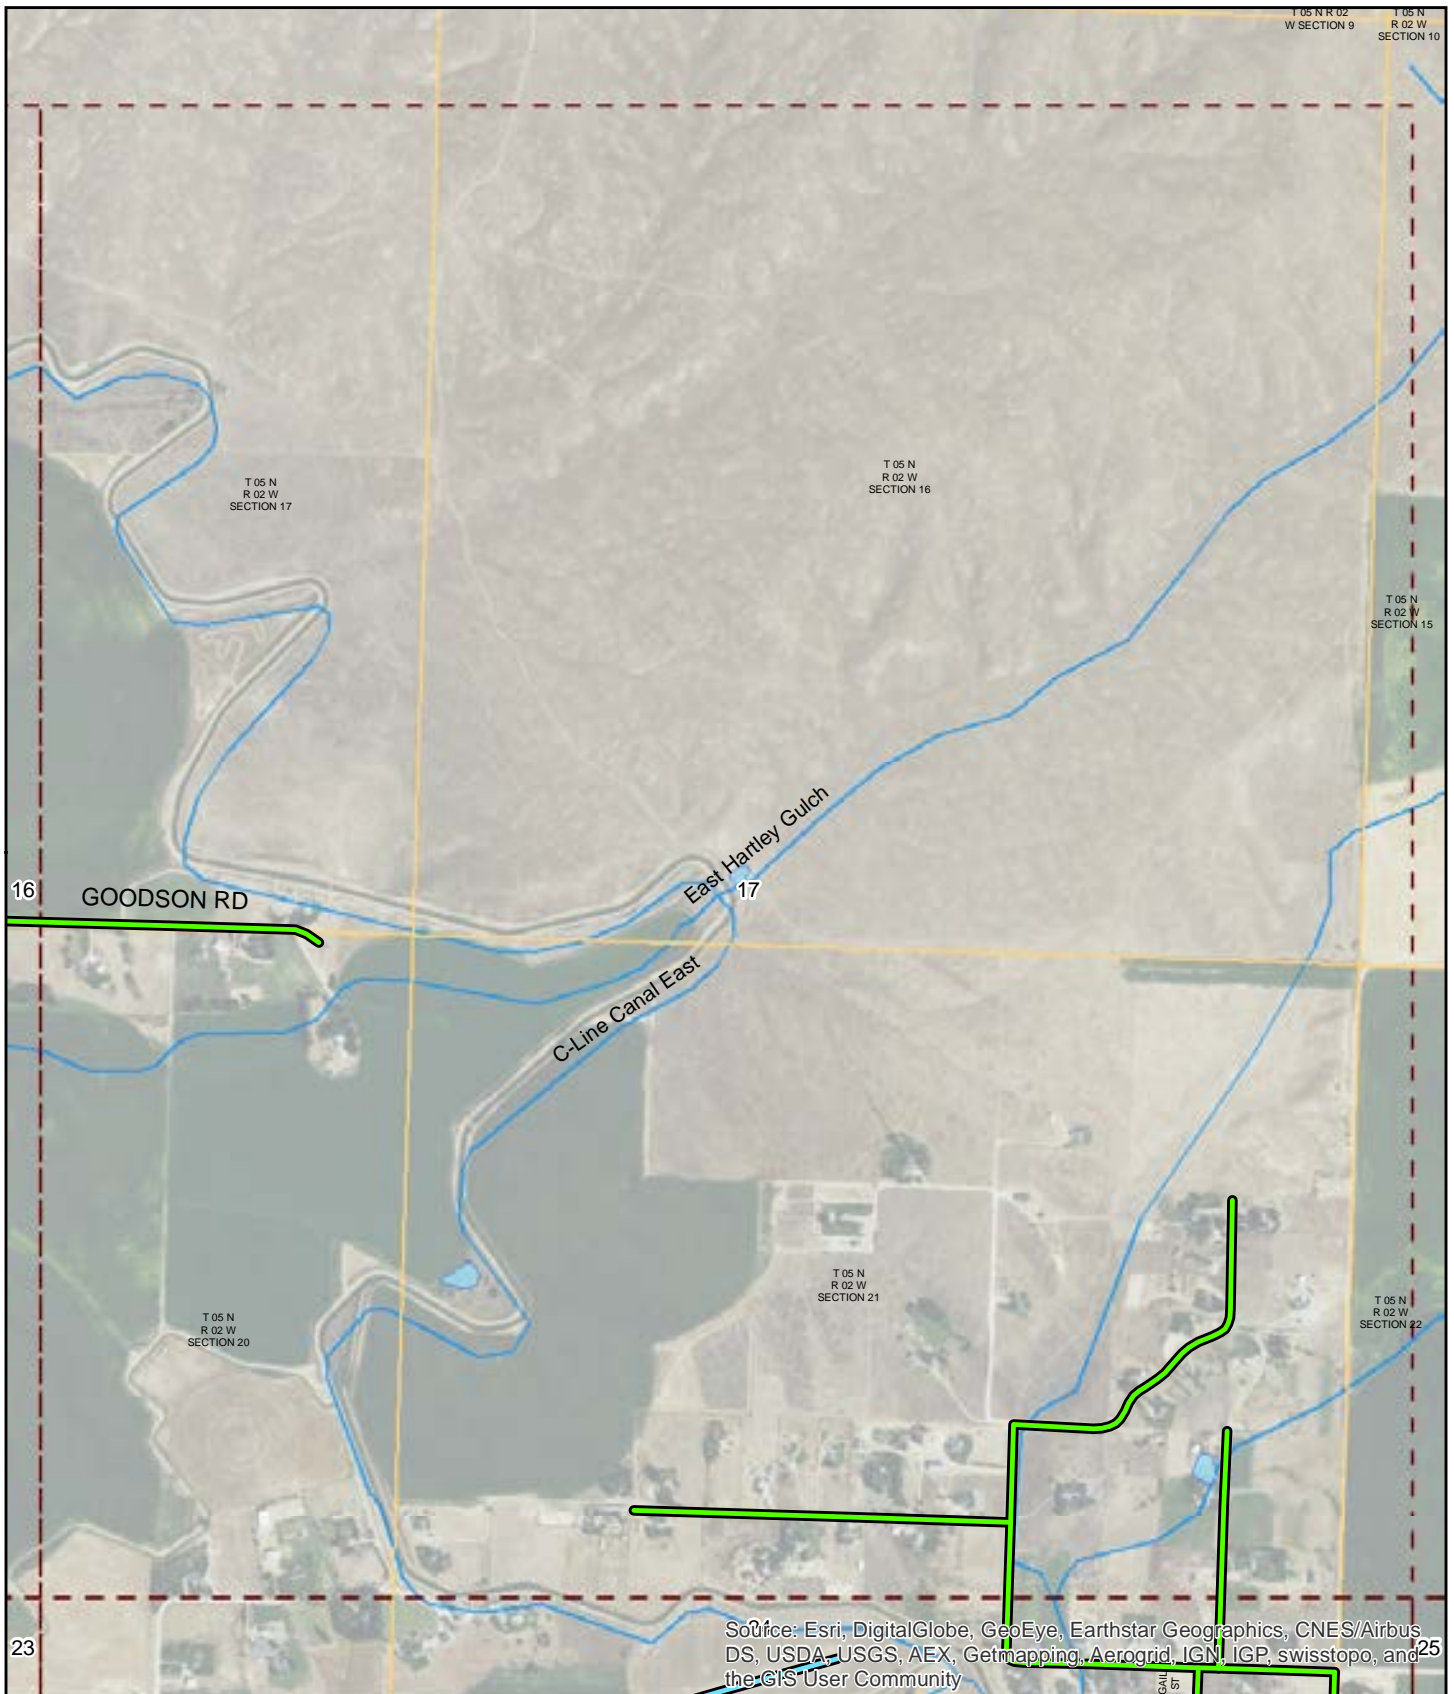 T 05 N R 02
W SECTION 9
T 05 N
R 02 W
SECTION 10
T 05 N
R 02 W
SECTION 17
T 05 N
R 02 W
SECTION 16
T 05 N
R 02 W
SECTION 15
East Hartley Gulch
16
GOODSON RD
17
C-Line Canal East
T 05 N
R 02 W
SECTION 21
T 05 N
R 02 W
SECTION 22
T 05 N
R 02 W
SECTION 20
23
24
25
Source: Esri, DigitalGlobe, GeoEye, Earthstar Geographics, CNES/Airbus
DS, USDA, USGS, AEX, Getmapping, Aerogrid, IGN, IGP, swisstopo, and
the GIS User Community
ST